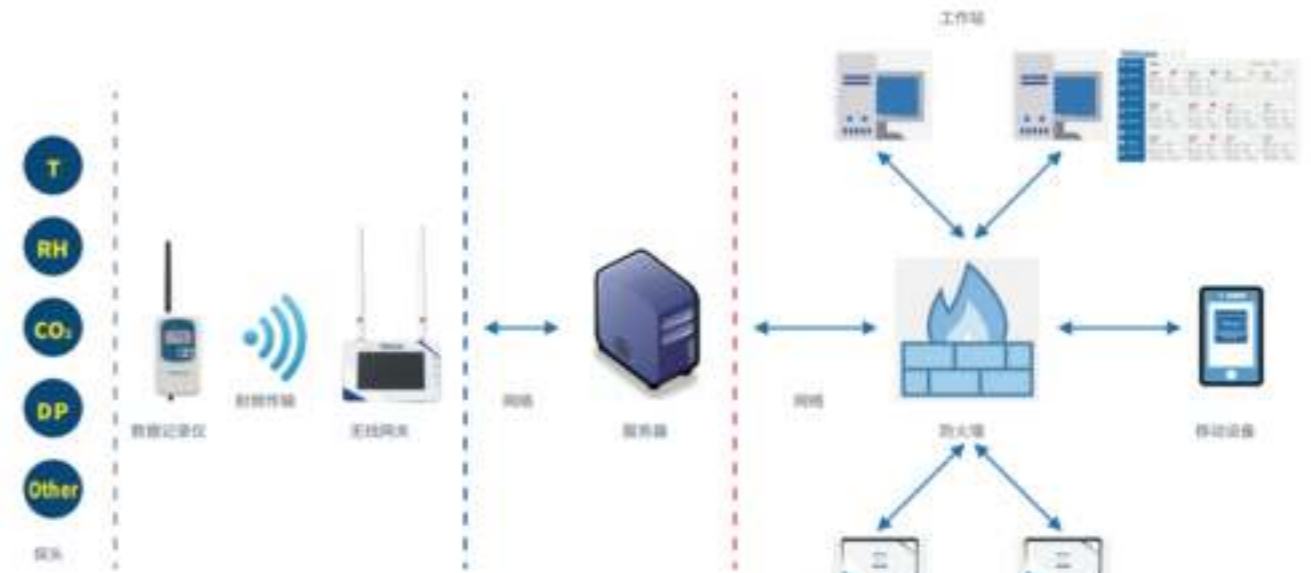 工作站
T
RH
CO₂
DP
Other
探头
数据记录仪
射频传输
无线网关
网络
服务器
网络
防火墙
移动设备